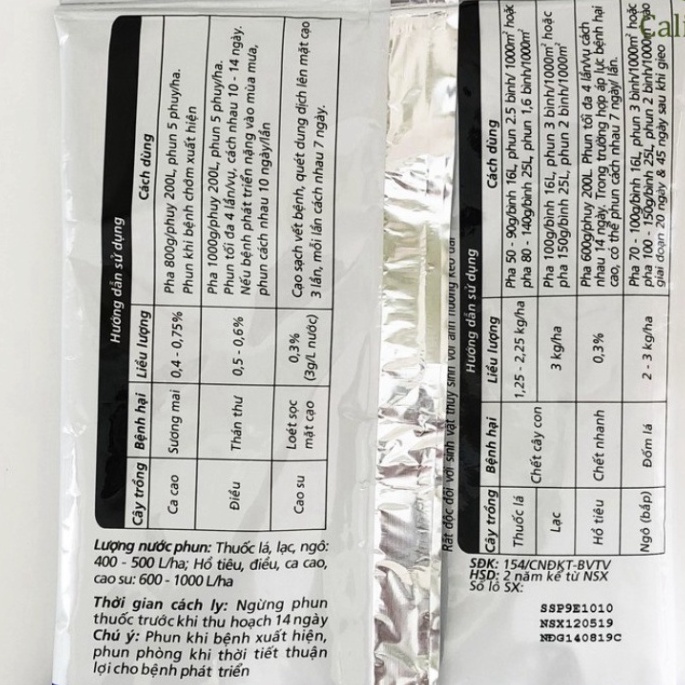 Hướng dẫn sử dụng
Cây trồng Bệnh hại Liều lượng Cách dùng
Ca cao Sương mai 0,4 - 0,75% Pha 800g/phuy 200L, phun 5 phuy/ha.
Phun khi bệnh chớm xuất hiện
Điều Thán thư 0,5 - 0,6% Pha 1000g/phuy 200L, phun 5 phuy/ha.
Phun tối đa 4 lần/vụ, cách nhau 10 - 14 ngày.
Nếu bệnh phát triển nặng vào mùa mưa,
phun cách nhau 10 ngày/lần
Cao su Loét sọc
mặt cạo 0,3%
(3g/L nước) Cạo sạch vết bệnh, quét dung dịch lên mặt cạo
3 lần, mỗi lần cách nhau 7 ngày.
Lượng nước phun: Thuốc lá, lạc, ngô:
400 - 500 L/ha; Hồ tiêu, điều, ca cao,
cao su: 600 - 1000 L/ha
Thời gian cách ly: Ngừng phun
thuốc trước khi thu hoạch 14 ngày
Chú ý: Phun khi bệnh xuất hiện,
phun phòng khi thời tiết thuận
lợi cho bệnh phát triển
Rất độc đối với sinh vật thủy sinh với ảnh hưởng kéo dài
Hướng dẫn sử dụng
Cây trồng Bệnh hại Liều lượng Cách dùng
Thuốc lá Chết cây con 1,25 - 2,25 kg/ha Pha 50 - 90g/bình 16L, phun 2.5 bình/ 1000m² hoặc
pha 80 - 140g/bình 25L, phun 1,6 bình/1000m²
Lạc 3 kg/ha Pha 100g/bình 16L, phun 3 bình/1000m² hoặc
pha 150g/bình 25L, phun 2 bình/1000m²
Hồ tiêu Chết nhanh 0,3% Pha 600g/phuy 200L. Phun tối đa 4 lần/vụ, cách
nhau 14 ngày. Trong trường hợp áp lực bệnh hại
cao, có thể phun cách nhau 7 ngày/ lần.
Ngô (bắp) Đốm lá 2 - 3 kg/ha Pha 70 - 100g/bình 16L, phun 3 bình/1000m² hoặc
pha 100 - 150g/bình 25L, phun 2 bình/1000m² vào
giai đoạn 20 ngày & 45 ngày sau khi gieo
SĐK: 154/CNĐKT-BVTV
HSD: 2 năm kể từ NSX
Số lô SX:
SSP9E1010
NSX120519
NĐG140819C